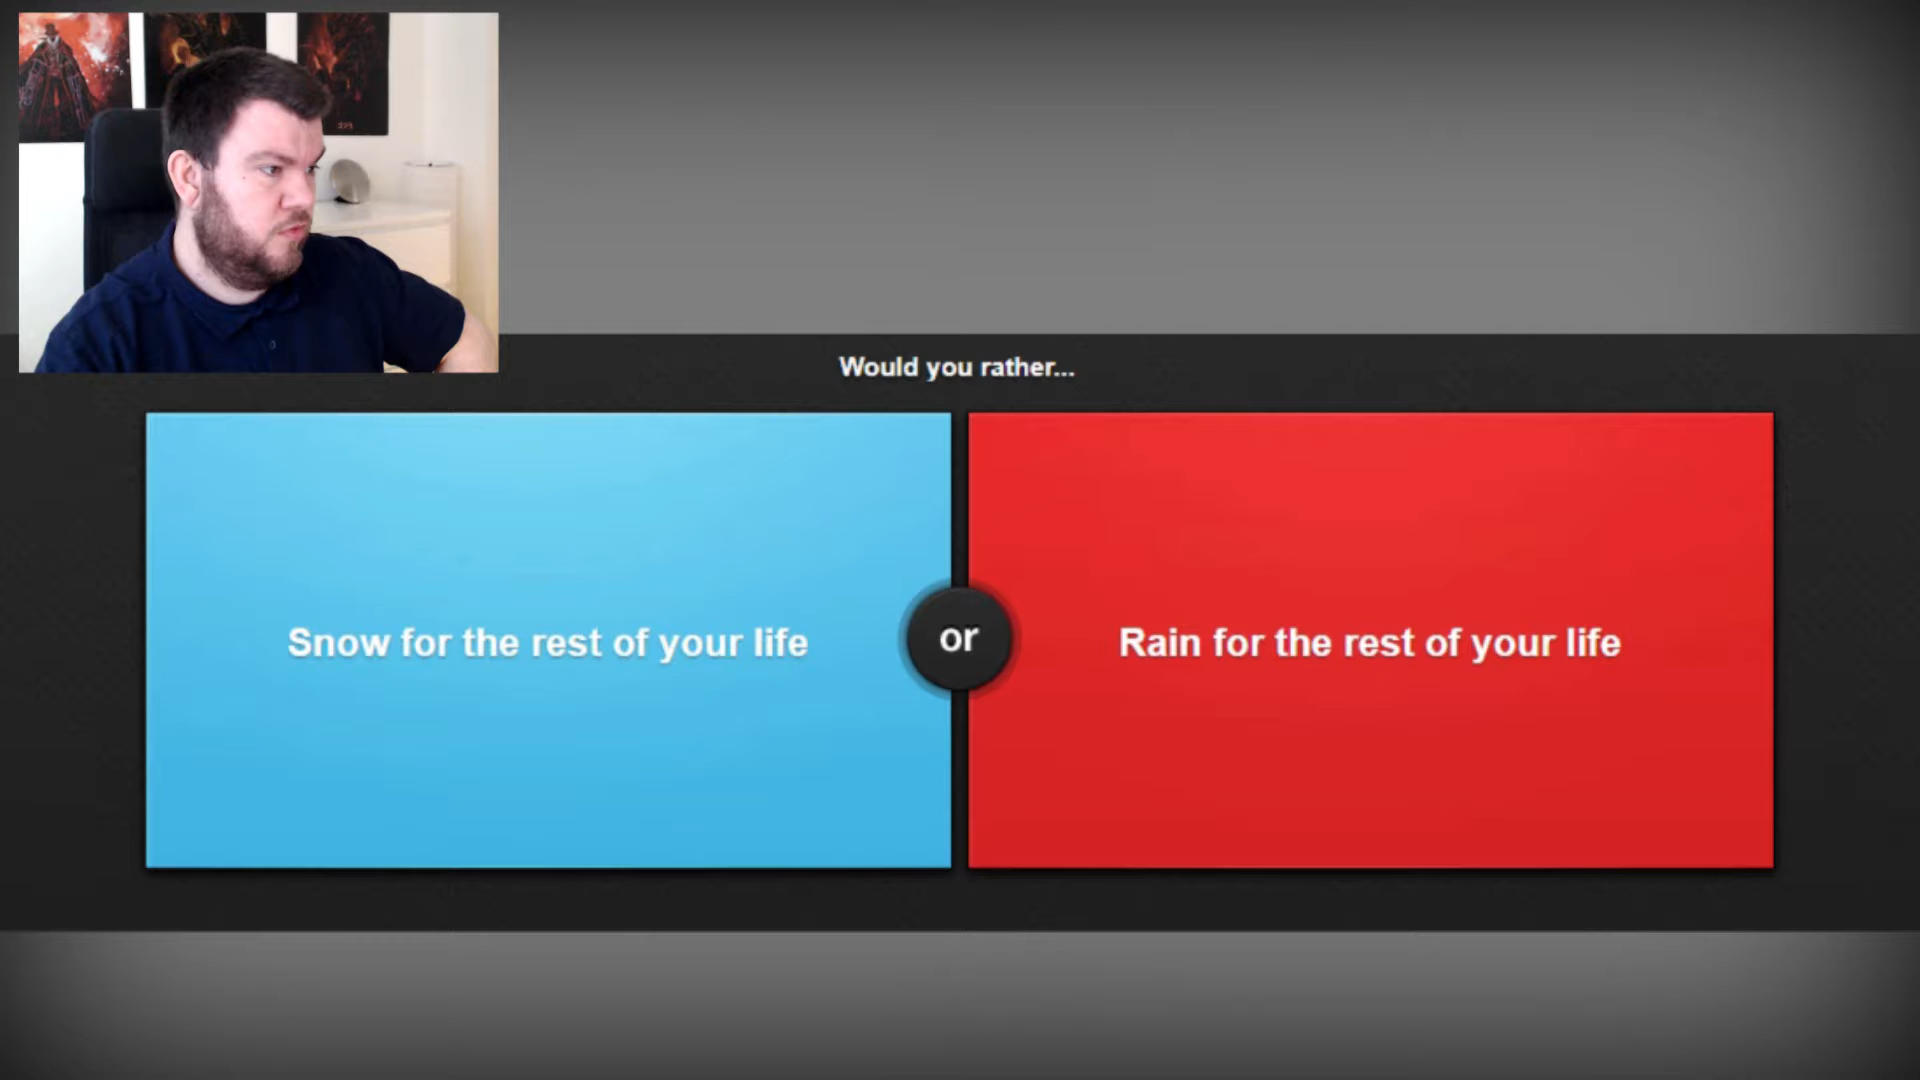 Would you rather...
Snow for the rest of your life
or
Rain for the rest of your life